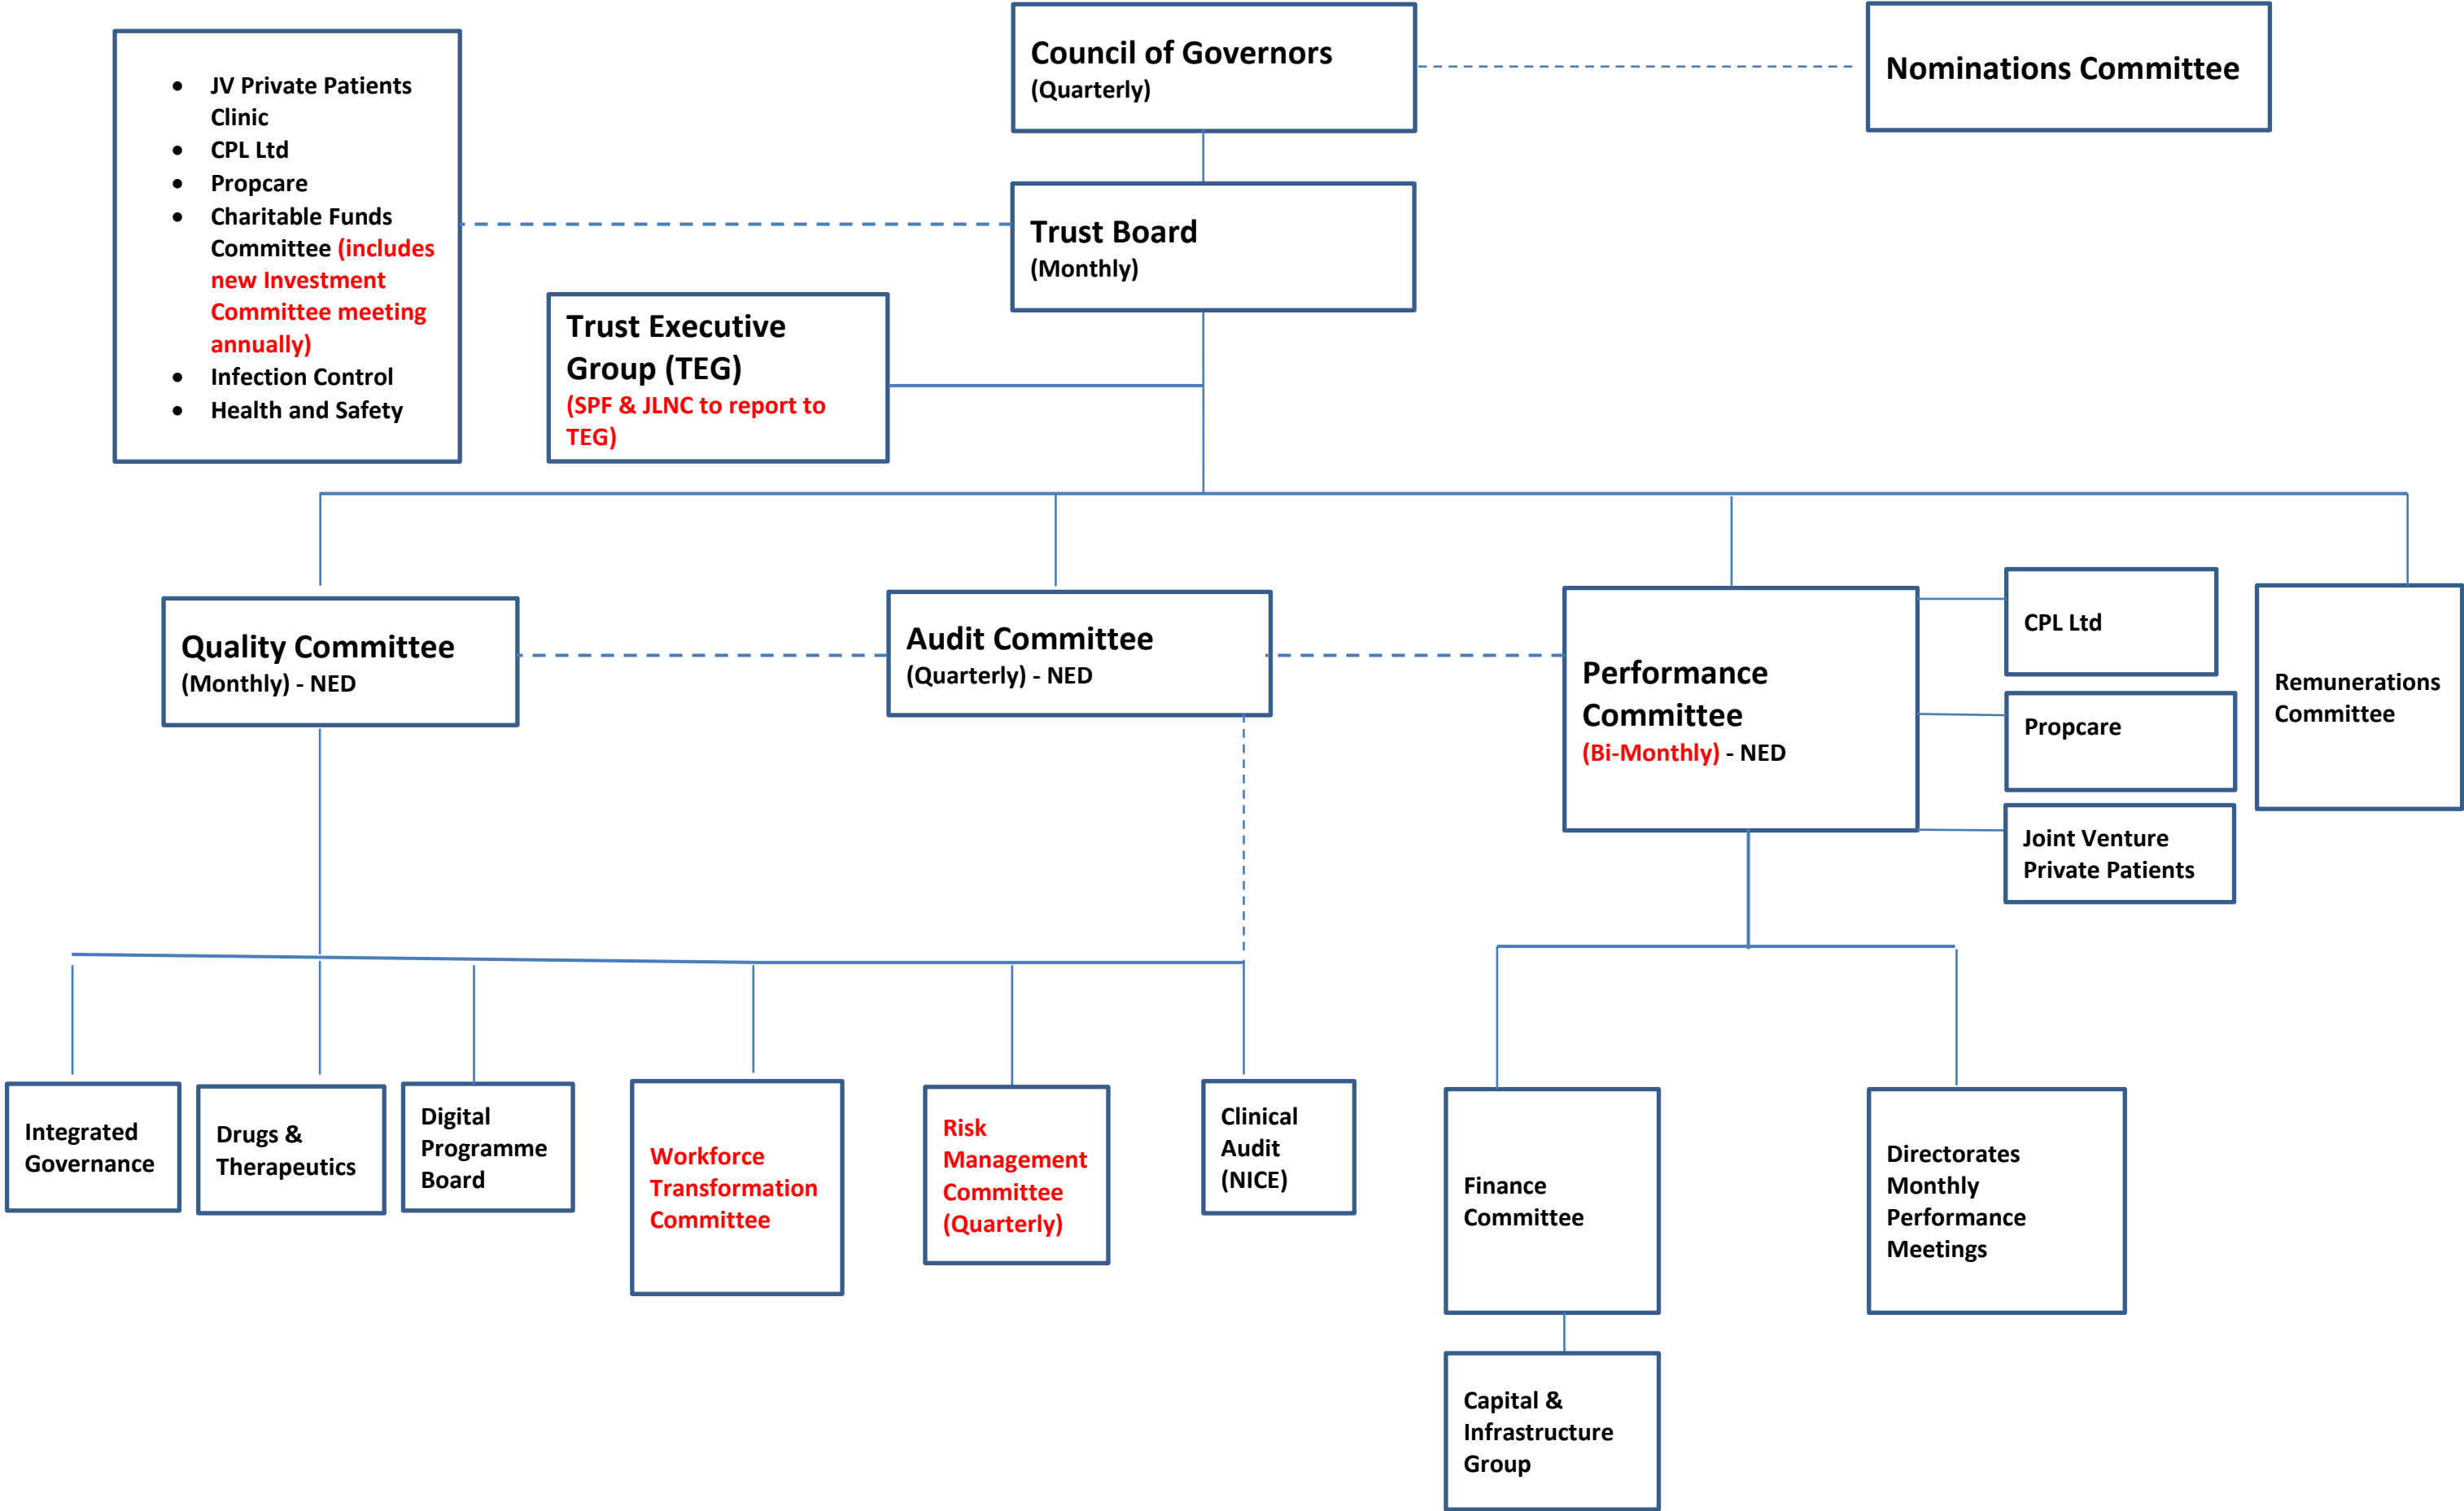 Council of Governors
(Quarterly)
Nominations Committee
• JV Private Patients
Clinic
• CPL Ltd
• Propcare
• Charitable Funds
Committee (includes
new Investment
Committee meeting
annually)
• Infection Control
• Health and Safety
Trust Board
(Monthly)
Trust Executive
Group (TEG)
(SPF & JLNC to report to
TEG)
Quality Committee
(Monthly) - NED
Audit Committee
(Quarterly) - NED
Performance
Committee
(Bi-Monthly) - NED
CPL Ltd
Propcare
Joint Venture
Private Patients
Remunerations
Committee
Integrated
Governance
Drugs &
Therapeutics
Digital
Programme
Board
Workforce
Transformation
Committee
Risk
Management
Committee
(Quarterly)
Clinical
Audit
(NICE)
Finance
Committee
Directorates
Monthly
Performance
Meetings
Capital &
Infrastructure
Group